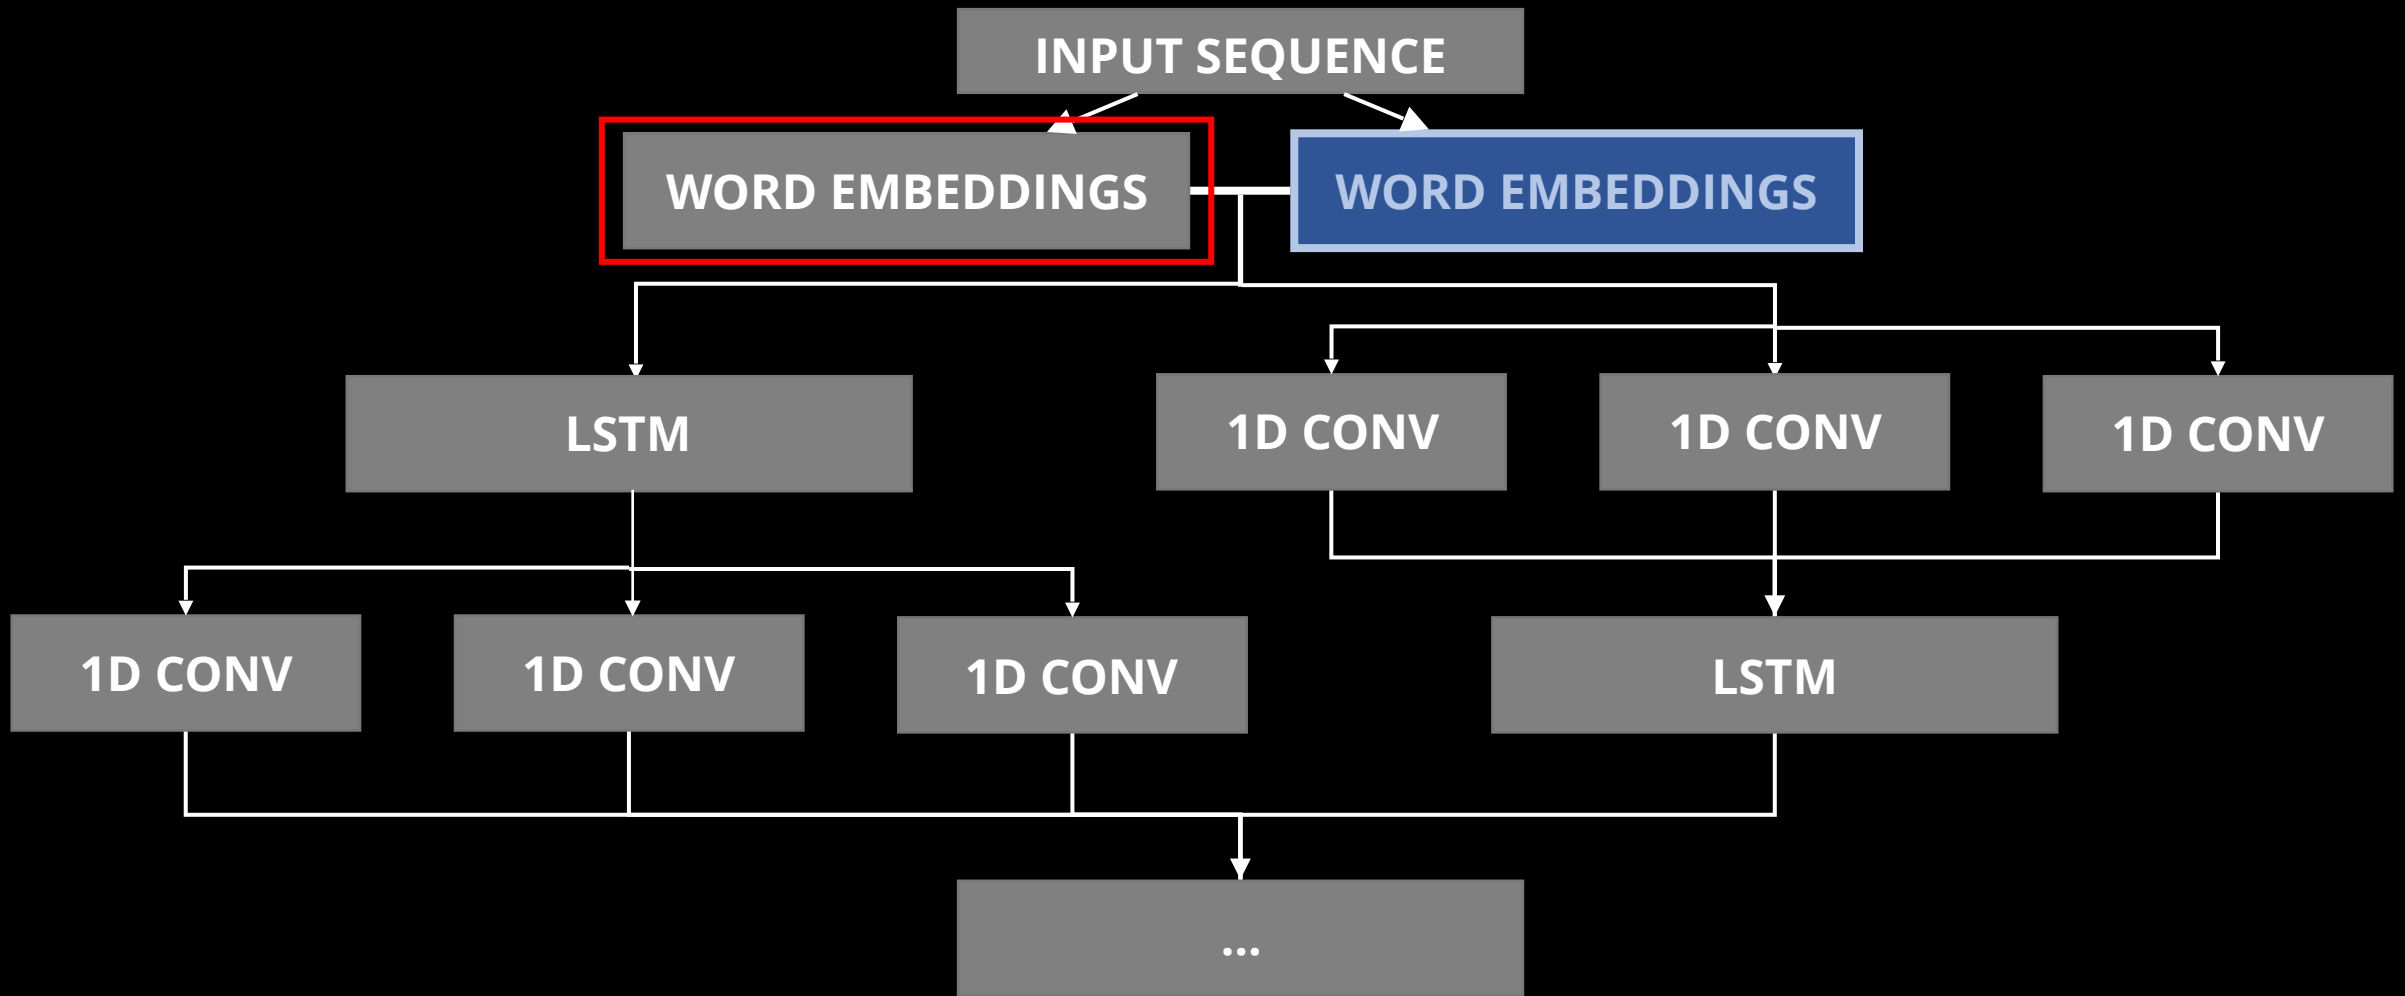 INPUT SEQUENCE
WORD EMBEDDINGS
WORD EMBEDDINGS
LSTM
1D CONV
1D CONV
1D CONV
1D CONV
1D CONV
1D CONV
LSTM
...